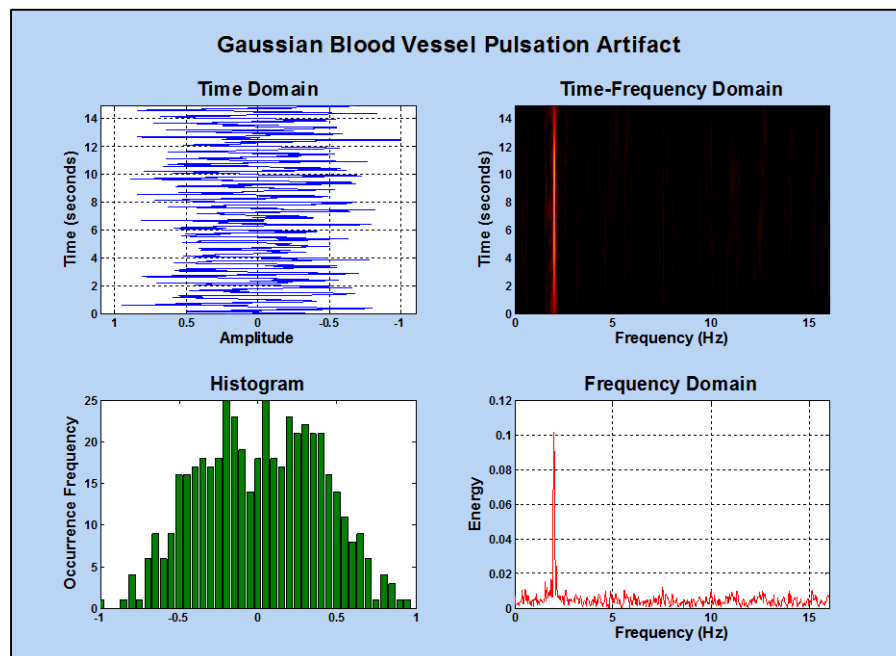 Gaussian Blood Vessel Pulsation Artifact
Time Domain
Time (seconds)
14
12
10
8
6
4
2
0
1 0.5 0 -0.5 -1
Amplitude
Time-Frequency Domain
Time (seconds)
14
12
10
8
6
4
2
0
0 5 10 15
Frequency (Hz)
Histogram
Occurrence Frequency
25
20
15
10
5
0
-1 -0.5 0 0.5 1
Frequency Domain
Energy
0.12
0.1
0.08
0.06
0.04
0.02
0
0 5 10 15
Frequency (Hz)